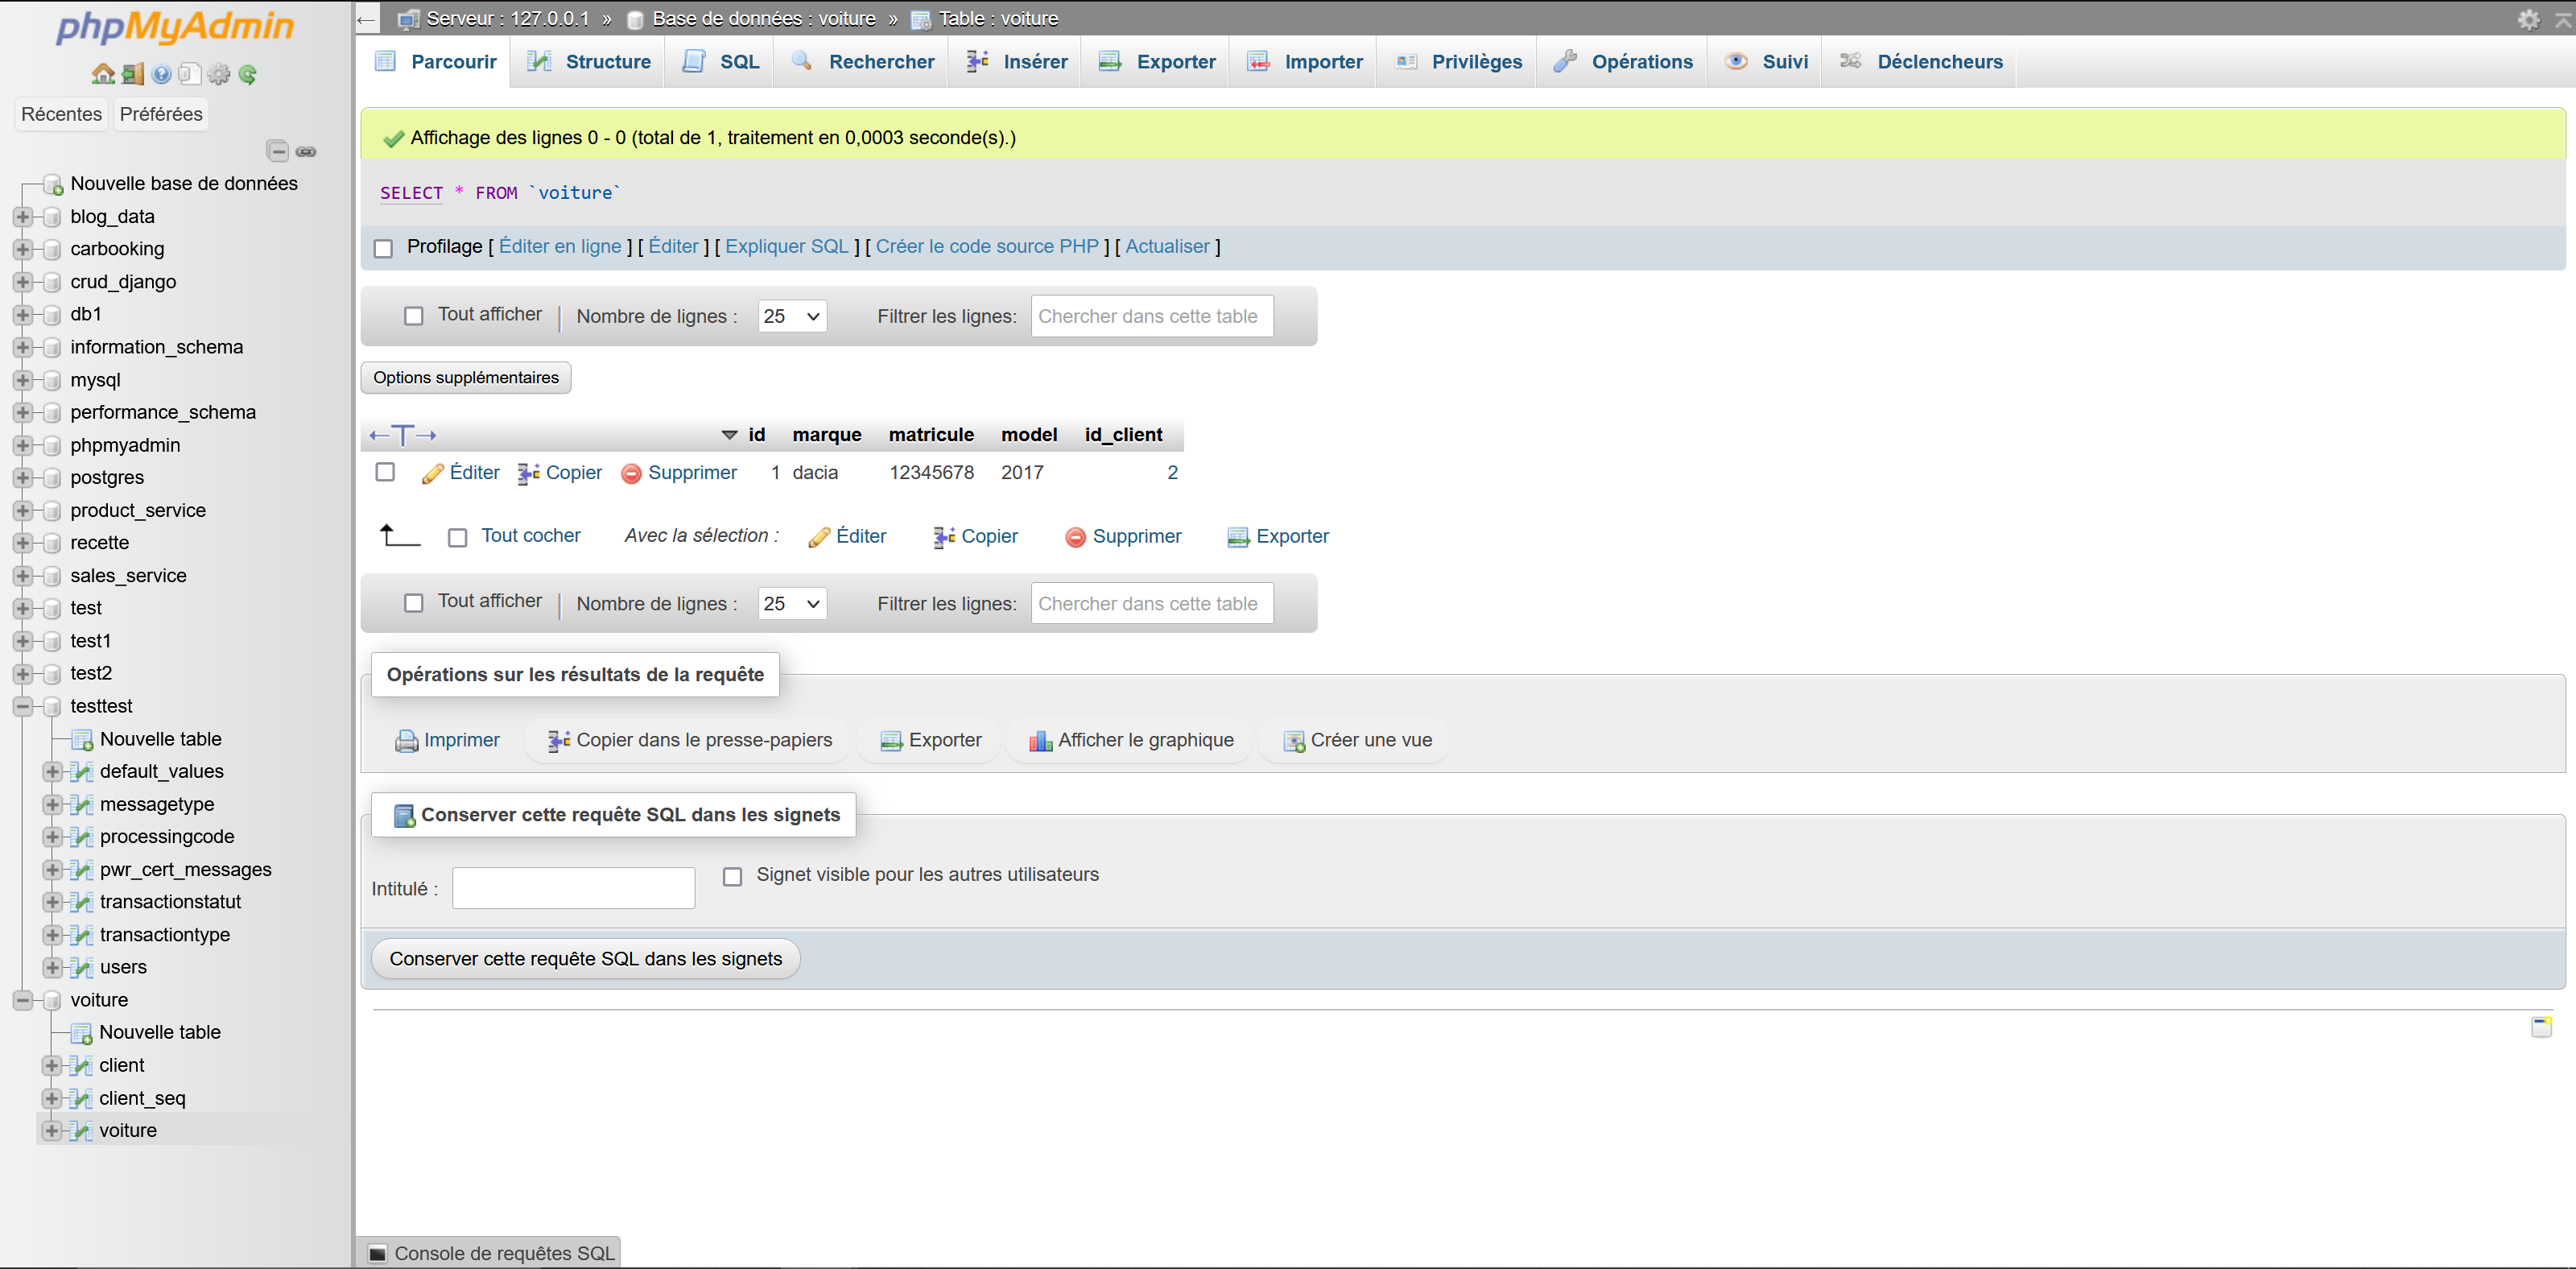 phpMyAdmin
Récentes Préférées
Nouvelle base de données
blog_data
carbooking
crud_django
db1
information_schema
mysql
performance_schema
phpmyadmin
postgres
product_service
recette
sales_service
test
test1
test2
testtest
Nouvelle table
default_values
messagetype
processingcode
pwr_cert_messages
transactionstatut
transactiontype
users
voiture
Nouvelle table
client
client_seq
voiture
Serveur : 127.0.0.1 » Base de données : voiture » Table : voiture
Parcourir Structure SQL Rechercher Insérer Exporter Importer Privilèges Opérations Suivi Déclencheurs
Affichage des lignes 0 - 0 (total de 1, traitement en 0,0003 seconde(s).)
SELECT * FROM `voiture`
Profilage [ Éditer en ligne ] [ Éditer ] [ Expliquer SQL ] [ Créer le code source PHP ] [ Actualiser ]
Tout afficher | Nombre de lignes : 25 Filtrer les lignes: Chercher dans cette table
Options supplémentaires
←T→ id marque matricule model id_client
Éditer Copier Supprimer 1 dacia 12345678 2017 2
Tout cocher Avec la sélection : Éditer Copier Supprimer Exporter
Tout afficher | Nombre de lignes : 25 Filtrer les lignes: Chercher dans cette table
Opérations sur les résultats de la requête
Imprimer Copier dans le presse-papiers Exporter Afficher le graphique Créer une vue
Conserver cette requête SQL dans les signets
Intitulé : Signet visible pour les autres utilisateurs
Conserver cette requête SQL dans les signets
Console de requêtes SQL